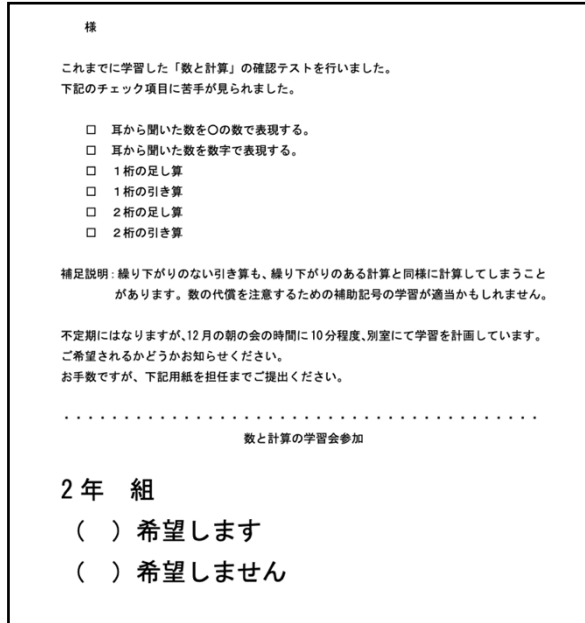 様
これまでに学習した「数と計算」の確認テストを行いました。
下記のチェック項目に苦手が見られました。
□ 耳から聞いた数を〇の数で表現する。
□ 耳から聞いた数を数字で表現する。
□ 1桁の足し算
□ 1桁の引き算
□ 2桁の足し算
□ 2桁の引き算
補足説明：繰り下がりのない引き算も、繰り下がりのある計算と同様に計算してしまうこと
があります。数の代償を注意するための補助記号の学習が適当かもしれません。
不定期にはなりますが、12月の朝の会の時間に10分程度、別室にて学習を計画しています。
ご希望されるかどうかお知らせください。
お手数ですが、下記用紙を担任までご提出ください。
・・・・・・・・・・・・・・・・・・・・・・・・・・・・・・・・・・・・・・・・
数と計算の学習会参加
2年 組
（ ）希望します
（ ）希望しません